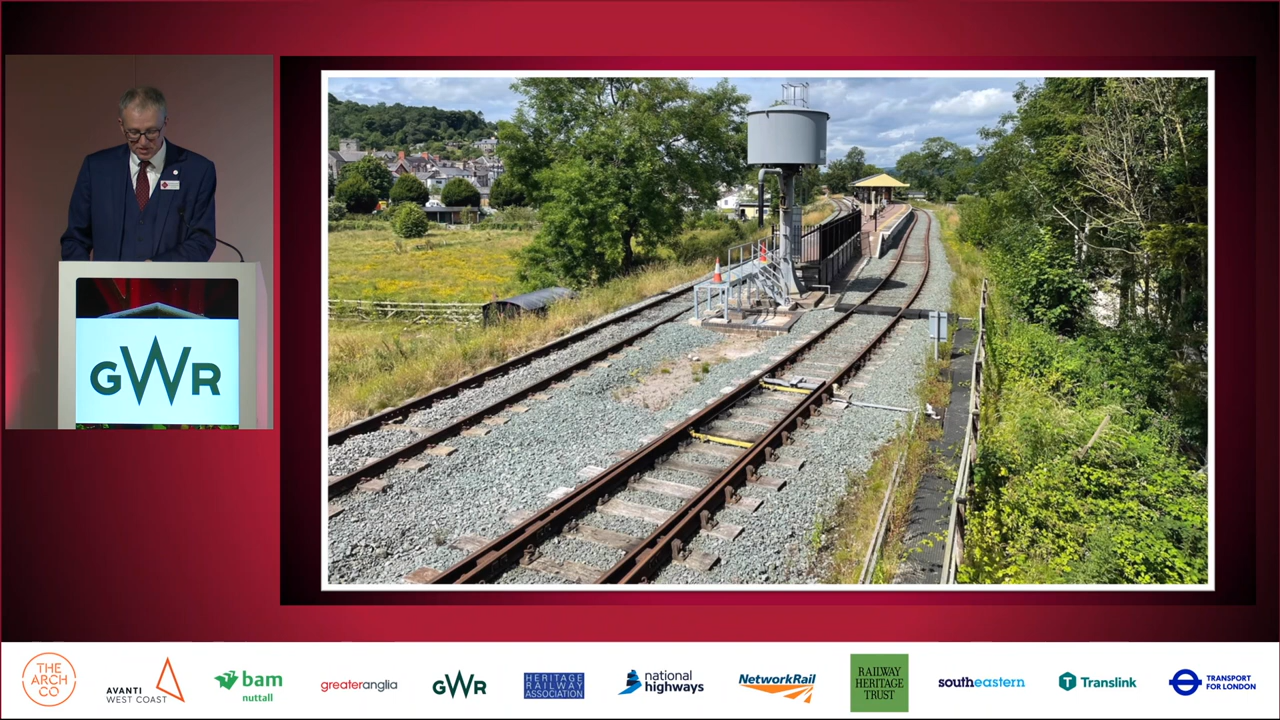 GWR
THE
ARCH
CO
AVANTI
WEST COAST
bam
nuttall
greateranglia
GWR
HERITAGE
RAILWAY
ASSOCIATION
national
highways
NetworkRail
RAILWAY
HERITAGE
TRUST
southeastern
Translink
TRANSPORT
FOR LONDON